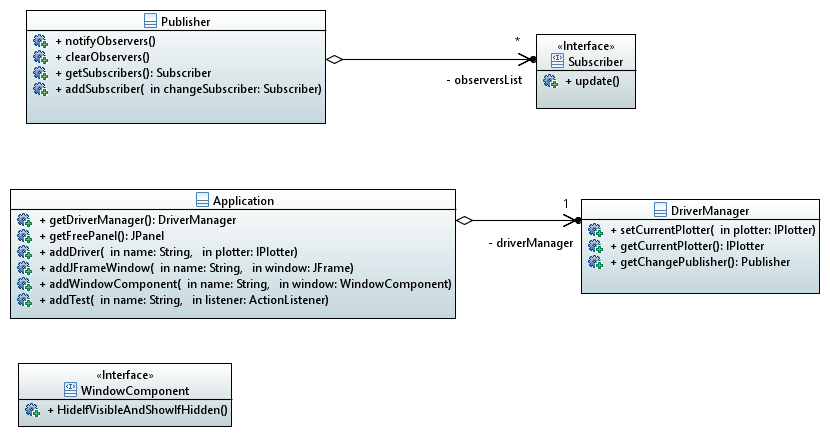 Publisher
+ notifyObservers()
+ clearObservers()
+ getSubscribers(): Subscriber
+ addSubscriber( in changeSubscriber: Subscriber)
*
- observersList
«Interface»
Subscriber
+ update()
Application
+ getDriverManager(): DriverManager
+ getFreePanel(): JPanel
+ addDriver( in name: String, in plotter: IPlotter)
+ addJFrameWindow( in name: String, in window: JFrame)
+ addWindowComponent( in name: String, in window: WindowComponent)
+ addTest( in name: String, in listener: ActionListener)
1
- driverManager
DriverManager
+ setCurrentPlotter( in plotter: IPlotter)
+ getCurrentPlotter(): IPlotter
+ getChangePublisher(): Publisher
«Interface»
WindowComponent
+ HideIfVisibleAndShowIfHidden()